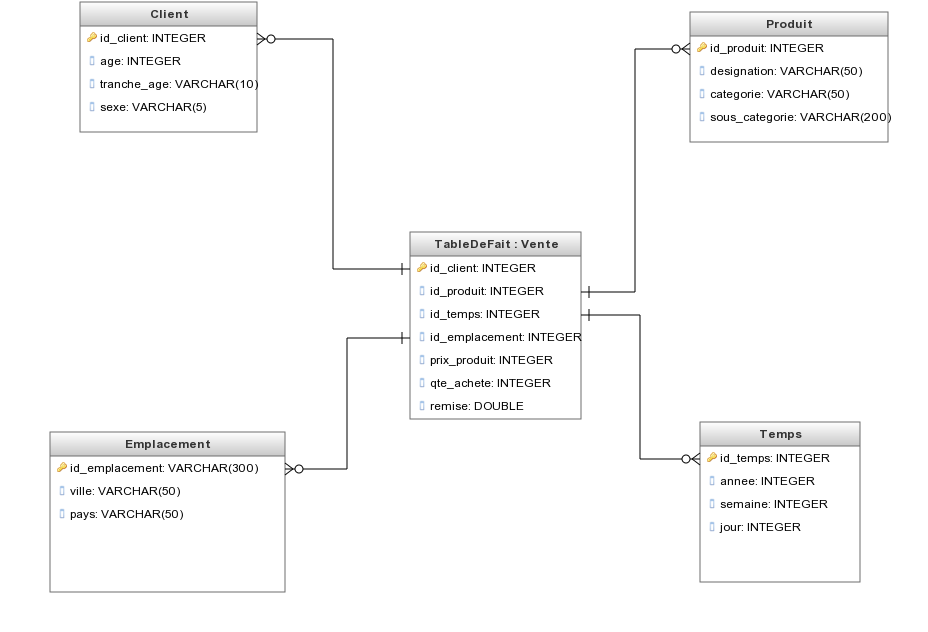 Client
id_client: INTEGER
age: INTEGER
tranche_age: VARCHAR(10)
sexe: VARCHAR(5)
Produit
id_produit: INTEGER
designation: VARCHAR(50)
categorie: VARCHAR(50)
sous_categorie: VARCHAR(200)
TableDeFait : Vente
id_client: INTEGER
id_produit: INTEGER
id_temps: INTEGER
id_emplacement: INTEGER
prix_produit: INTEGER
qte_achete: INTEGER
remise: DOUBLE
Emplacement
id_emplacement: VARCHAR(300)
ville: VARCHAR(50)
pays: VARCHAR(50)
Temps
id_temps: INTEGER
annee: INTEGER
semaine: INTEGER
jour: INTEGER